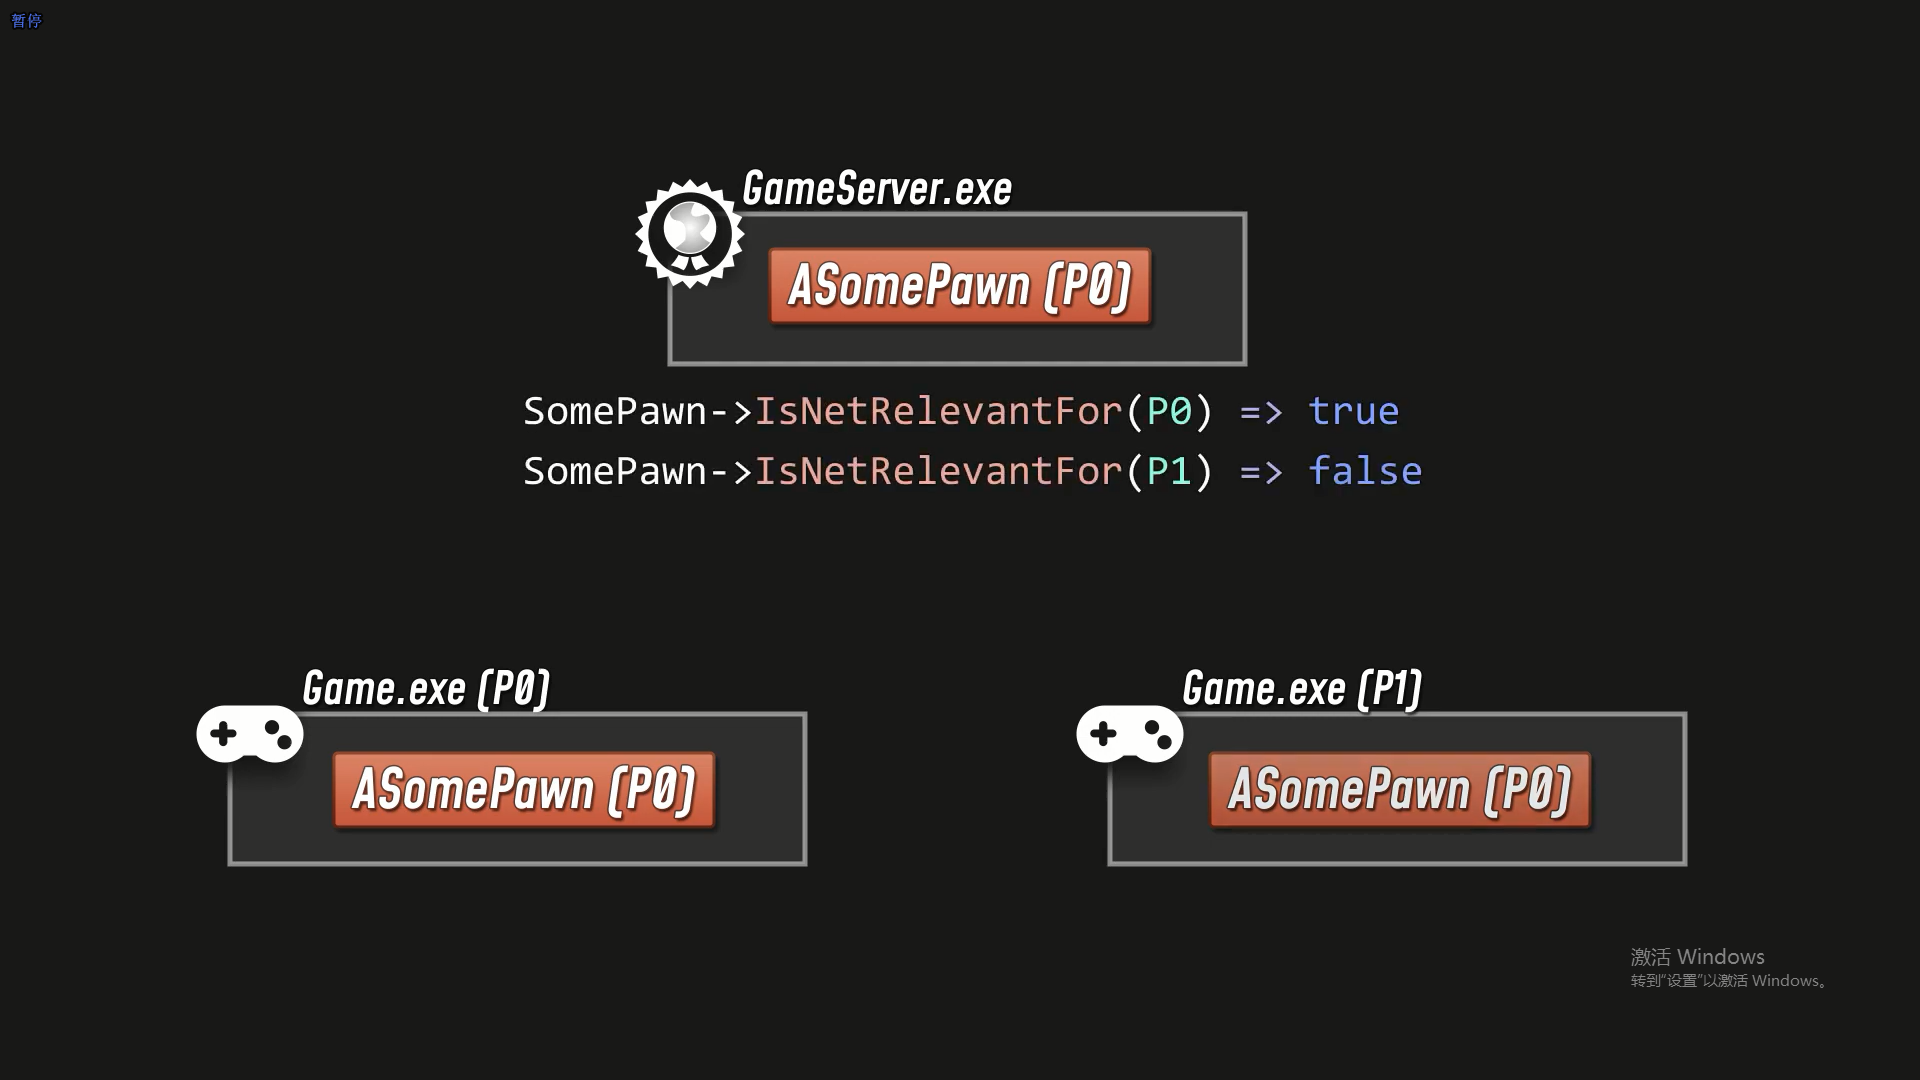 暂停
GameServer.exe
ASomePawn (P0)
SomePawn->IsNetRelevantFor(P0) => true
SomePawn->IsNetRelevantFor(P1) => false
Game.exe (P0)
ASomePawn (P0)
Game.exe (P1)
ASomePawn (P0)
激活 Windows
转到“设置”以激活 Windows。